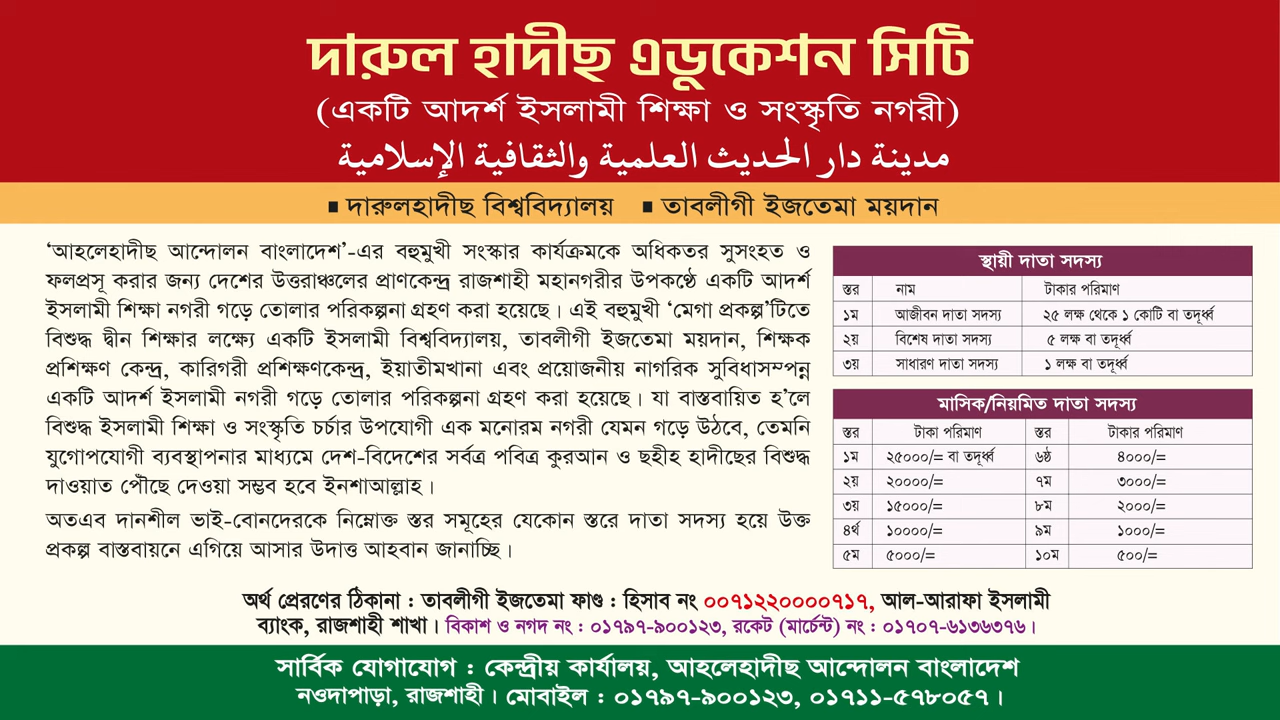 দারুল হাদীছ এডুকেশন সিটি
(একটি আদর্শ ইসলামী শিক্ষা ও সংস্কৃতি নগরী)
مدينة دار الحديث العلمية والثقافية الإسلامية
■ দারুলহাদীছ বিশ্ববিদ্যালয় ■ তাবলীগী ইজতেমা ময়দান
‘আহলেহাদীছ আন্দোলন বাংলাদেশ’-এর বহুমুখী সংস্কার কার্যক্রমকে অধিকতর সুসংহত ও
ফলপ্রসূ করার জন্য দেশের উত্তরাঞ্চলের প্রাণকেন্দ্র রাজশাহী মহানগরীর উপকণ্ঠে একটি আদর্শ
ইসলামী শিক্ষা নগরী গড়ে তোলার পরিকল্পনা গ্রহণ করা হয়েছে। এই বহুমুখী ‘মেগা প্রকল্প’টিতে
বিশুদ্ধ দ্বীন শিক্ষার লক্ষ্যে একটি ইসলামী বিশ্ববিদ্যালয়, তাবলীগী ইজতেমা ময়দান, শিক্ষক
প্রশিক্ষণ কেন্দ্র, কারিগরী প্রশিক্ষণকেন্দ্র, ইয়াতীমখানা এবং প্রয়োজনীয় নাগরিক সুবিধাসম্পন্ন
একটি আদর্শ ইসলামী নগরী গড়ে তোলার পরিকল্পনা গ্রহণ করা হয়েছে। যা বাস্তবায়িত হ’লে
বিশুদ্ধ ইসলামী শিক্ষা ও সংস্কৃতি চর্চার উপযোগী এক মনোরম নগরী যেমন গড়ে উঠবে, তেমনি
যুগোপযোগী ব্যবস্থাপনার মাধ্যমে দেশ-বিদেশের সর্বত্র পবিত্র কুরআন ও ছহীহ হাদীছের বিশুদ্ধ
দাওয়াত পৌঁছে দেওয়া সম্ভব হবে ইনশাআল্লাহ।
অতএব দানশীল ভাই-বোনদেরকে নিম্নোক্ত স্তর সমূহের যেকোন স্তরে দাতা সদস্য হয়ে উক্ত
প্রকল্প বাস্তবায়নে এগিয়ে আসার উদাত্ত আহবান জানাচ্ছি।
স্থায়ী দাতা সদস্য
স্তর নাম টাকার পরিমাণ
১ম আজীবন দাতা সদস্য ২৫ লক্ষ থেকে ১ কোটি বা তদূর্ধ্ব
২য় বিশেষ দাতা সদস্য ৫ লক্ষ বা তদূর্ধ্ব
৩য় সাধারণ দাতা সদস্য ১ লক্ষ বা তদূর্ধ্ব
মাসিক/নিয়মিত দাতা সদস্য
স্তর টাকা পরিমাণ স্তর টাকার পরিমাণ
১ম ২৫০০০/= বা তদূর্ধ্ব ৬ষ্ঠ ৪০০০/=
২য় ২০০০০/= ৭ম ৩০০০/=
৩য় ১৫০০০/= ৮ম ২০০০/=
৪র্থ ১০০০০/= ৯ম ১০০০/=
৫ম ৫০০০/= ১০ম ৫০০/=
অর্থ প্রেরণের ঠিকানা : তাবলীগী ইজতেমা ফাণ্ড : হিসাব নং ০০৭১২২০০০০৭১৭, আল-আরাফা ইসলামী
ব্যাংক, রাজশাহী শাখা। বিকাশ ও নগদ নং : ০১৭৯৭-৯০০১২৩, রকেট (মার্চেন্ট) নং : ০১৭০৭-৬১৩৬৩৭৬।
সার্বিক যোগাযোগ : কেন্দ্রীয় কার্যালয়, আহলেহাদীছ আন্দোলন বাংলাদেশ
নওদাপাড়া, রাজশাহী। মোবাইল : ০১৭৯৭-৯০০১২৩, ০১৭১১-৫৭৮০৫৭।